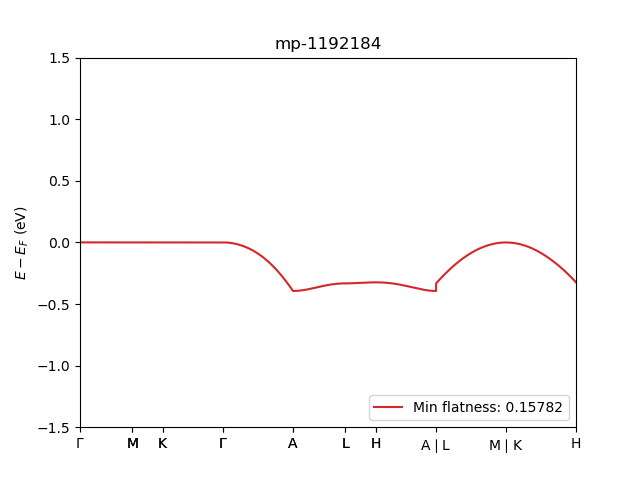 mp-1192184
E − E_F (eV)
1.5
1.0
0.5
0.0
−0.5
−1.0
−1.5
Min flatness: 0.15782
Γ M K Γ A L H A | L M | K H